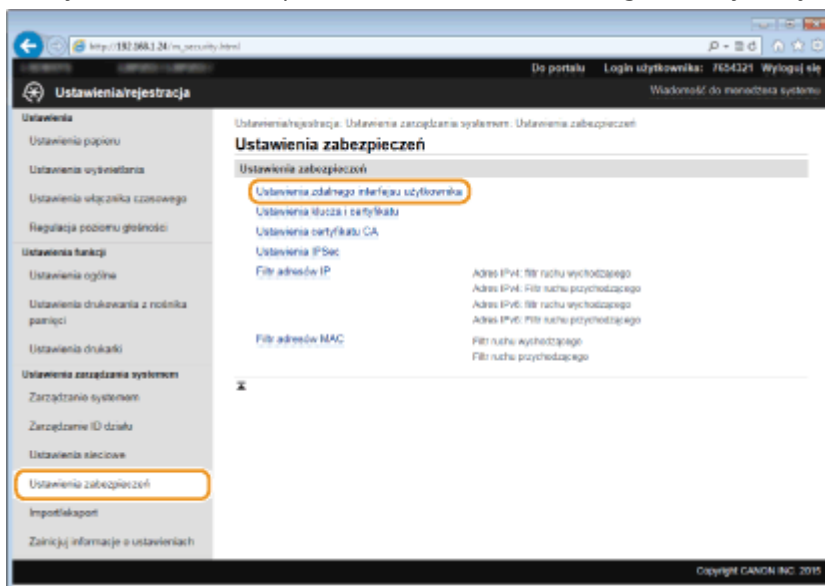 http://192.168.1.24/m_security.html
Do portalu Login użytkownika: 7654321 Wyloguj się
Ustawienia/rejestracja
Wiadomość do menedżera systemu
Ustawienia
Ustawienia papieru
Ustawienia wyświetlania
Ustawienia włącznika czasowego
Regulacja poziomu głośności
Ustawienia funkcji
Ustawienia ogólne
Ustawienia drukowania z nośnika
pamięci
Ustawienia drukarki
Ustawienia zarządzania systemem
Zarządzanie systemem
Zarządzanie ID działu
Ustawienia sieciowe
Ustawienia zabezpieczeń
Import/eksport
Zainicjuj informacje o ustawieniach
Ustawienia/rejestracja: Ustawienia zarządzania systemem: Ustawienia zabezpieczeń
Ustawienia zabezpieczeń
Ustawienia zabezpieczeń
Ustawienia zdalnego interfejsu użytkownika
Ustawienia klucza i certyfikatu
Ustawienia certyfikatu CA
Ustawienia IPSec
Filtr adresów IP
Adres IPv4: filtr ruchu wychodzącego
Adres IPv4: Filtr ruchu przychodzącego
Adres IPv6: filtr ruchu wychodzącego
Adres IPv6: Filtr ruchu przychodzącego
Filtr adresów MAC
Filtr ruchu wychodzącego
Filtr ruchu przychodzącego
Copyright CANON INC. 2015